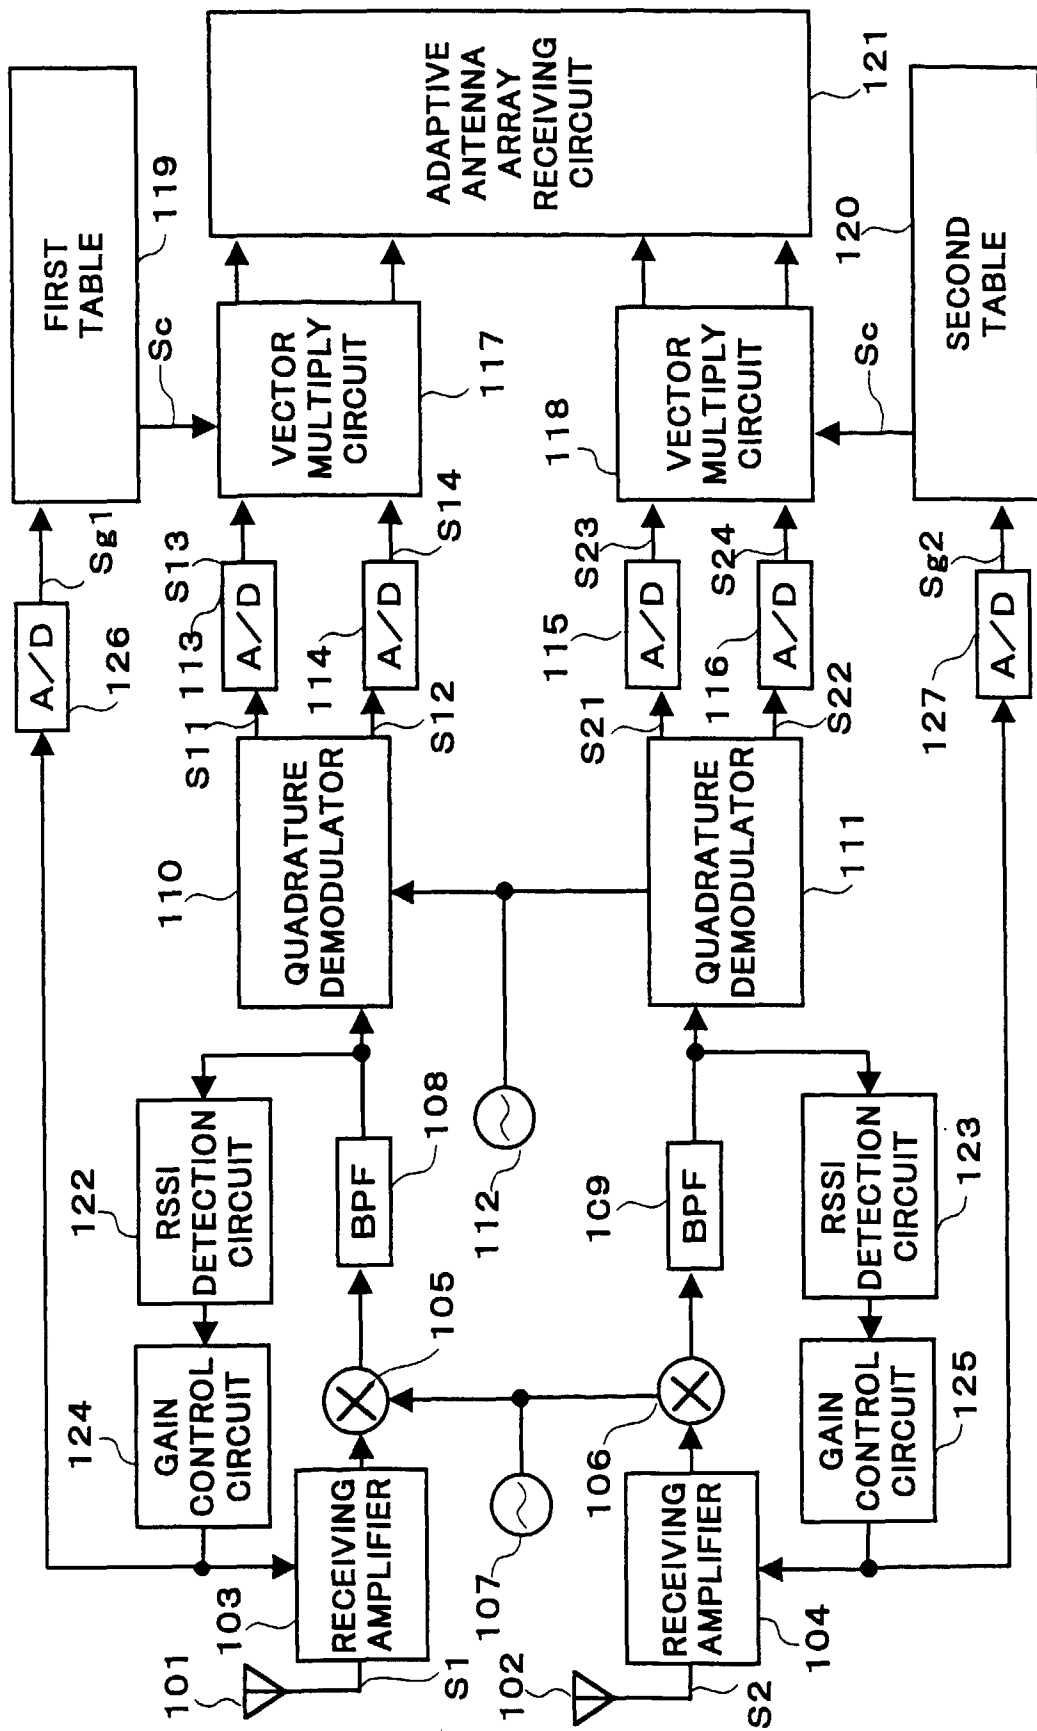 FIRST
TABLE
119
Sc
Sg1
A/D
126
ADAPTIVE
ANTENNA
ARRAY
RECEIVING
CIRCUIT
121
VECTOR
MULTIPLY
CIRCUIT
117
S13
S14
113
A/D
114
A/D
S11
S12
110
QUADRATURE
DEMODULATOR
122
RSSI
DETECTION
CIRCUIT
124
GAIN
CONTROL
CIRCUIT
108
BPF
105
103
RECEIVING
AMPLIFIER
101
S1
112
107
118
VECTOR
MULTIPLY
CIRCUIT
Sc
120
SECOND
TABLE
S23
S24
115
A/D
116
A/D
S21
S22
Sg2
A/D
127
QUADRATURE
DEMODULATOR
111
1C9
BPF
RSSI
DETECTION
CIRCUIT
123
GAIN
CONTROL
CIRCUIT
125
106
RECEIVING
AMPLIFIER
104
102
S2